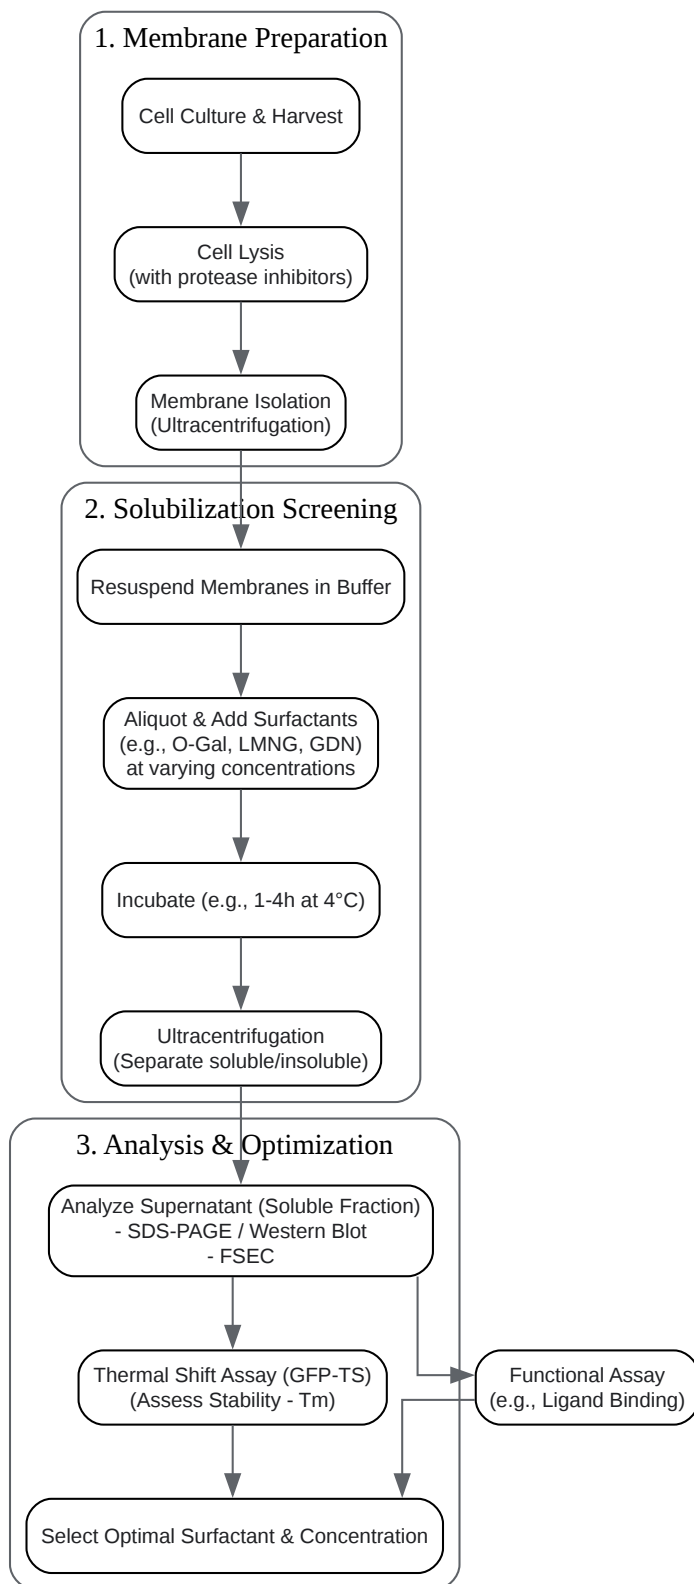 1. Membrane Preparation
Cell Culture & Harvest
Cell Lysis
(with protease inhibitors)
Membrane Isolation
(Ultracentrifugation)
2. Solubilization Screening
Resuspend Membranes in Buffer
Aliquot & Add Surfactants
(e.g., O-Gal, LMNG, GDN)
at varying concentrations
Incubate (e.g., 1-4h at 4°C)
Ultracentrifugation
(Separate soluble/insoluble)
3. Analysis & Optimization
Analyze Supernatant (Soluble Fraction)
- SDS-PAGE / Western Blot
- FSEC
Thermal Shift Assay (GFP-TS)
(Assess Stability - Tm)
Functional Assay
(e.g., Ligand Binding)
Select Optimal Surfactant & Concentration